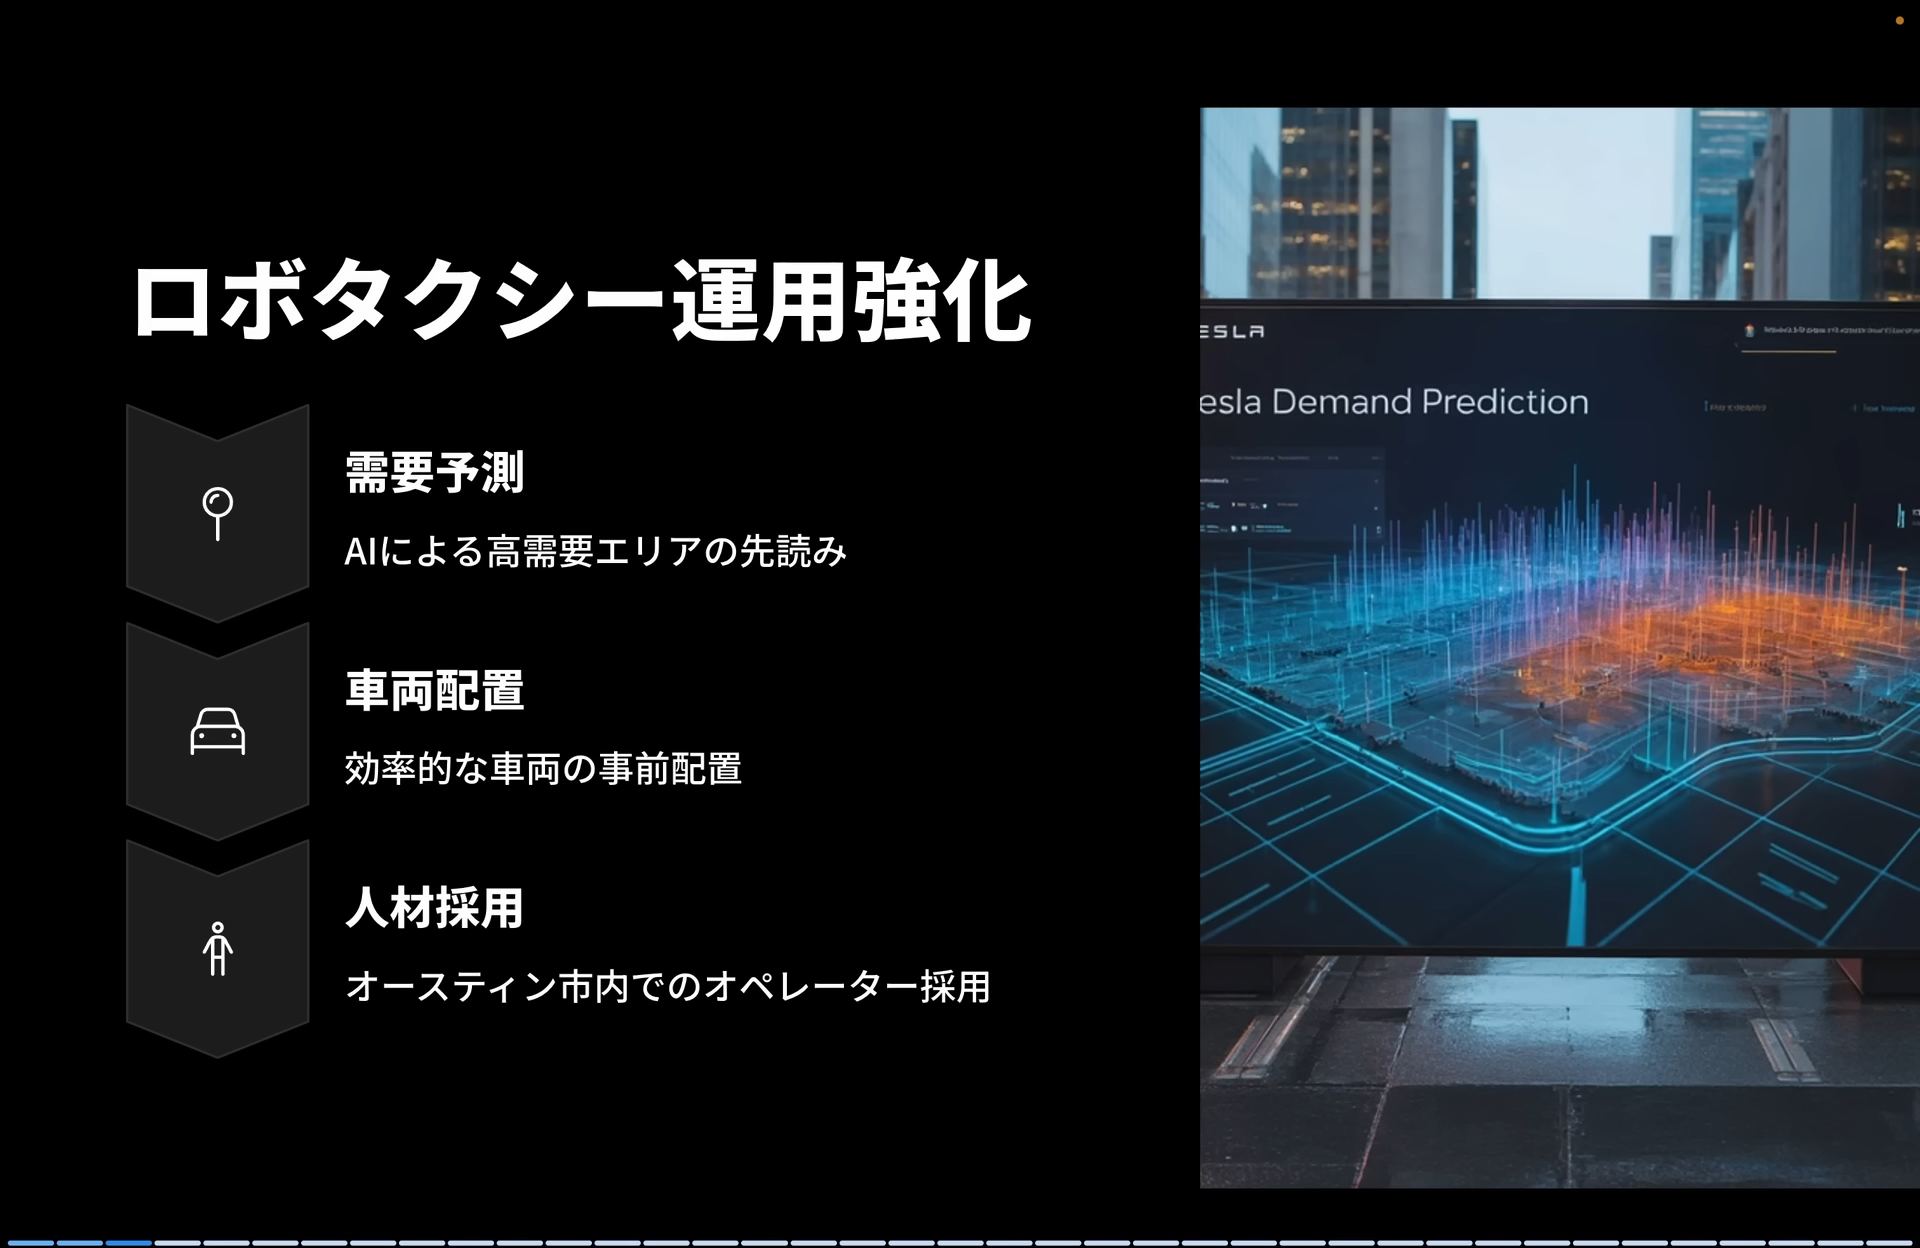 ロボタクシー運用強化
需要予測
AIによる高需要エリアの先読み
車両配置
効率的な車両の事前配置
人材採用
オースティン市内でのオペレーター採用
ESLA
esla Demand Prediction